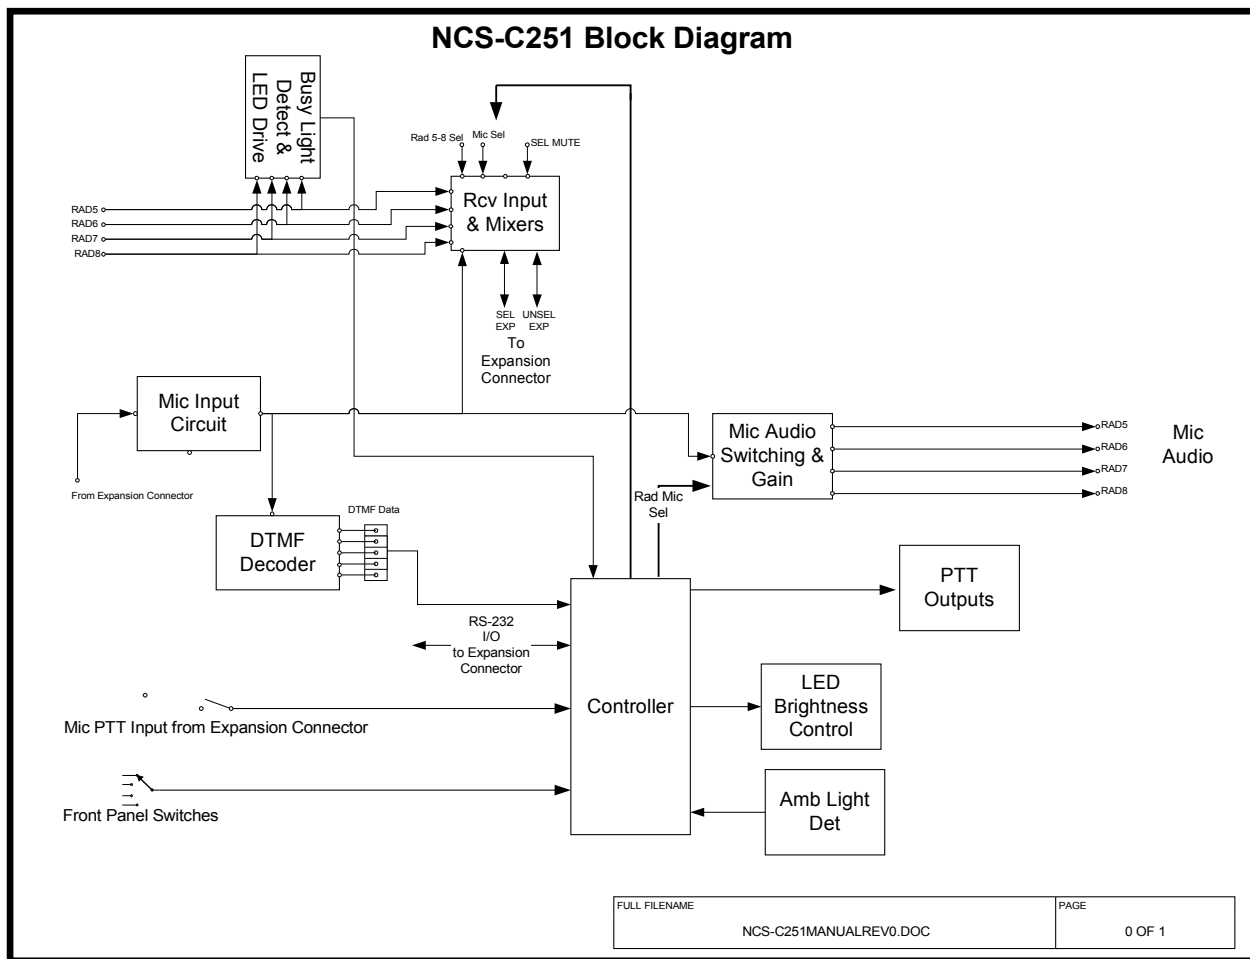 NCS-C251 Block Diagram
Busy Light
Detect &
LED Drive
Rad 5-8 Sel
Mic Sel
SEL MUTE
RAD5
RAD6
RAD7
RAD8
Rcv Input
& Mixers
SEL
EXP
UNSEL
EXP
To
Expansion
Connector
Mic Input
Circuit
From Expansion Connector
Mic Audio
Switching &
Gain
RAD5
RAD6
RAD7
RAD8
Mic
Audio
Rad Mic
Sel
DTMF Data
DTMF
Decoder
RS-232
I/O
to Expansion
Connector
PTT
Outputs
Mic PTT Input from Expansion Connector
Controller
LED
Brightness
Control
Front Panel Switches
Amb Light
Det
FULL FILENAME
NCS-C251MANUALREV0.DOC
PAGE
0 OF 1